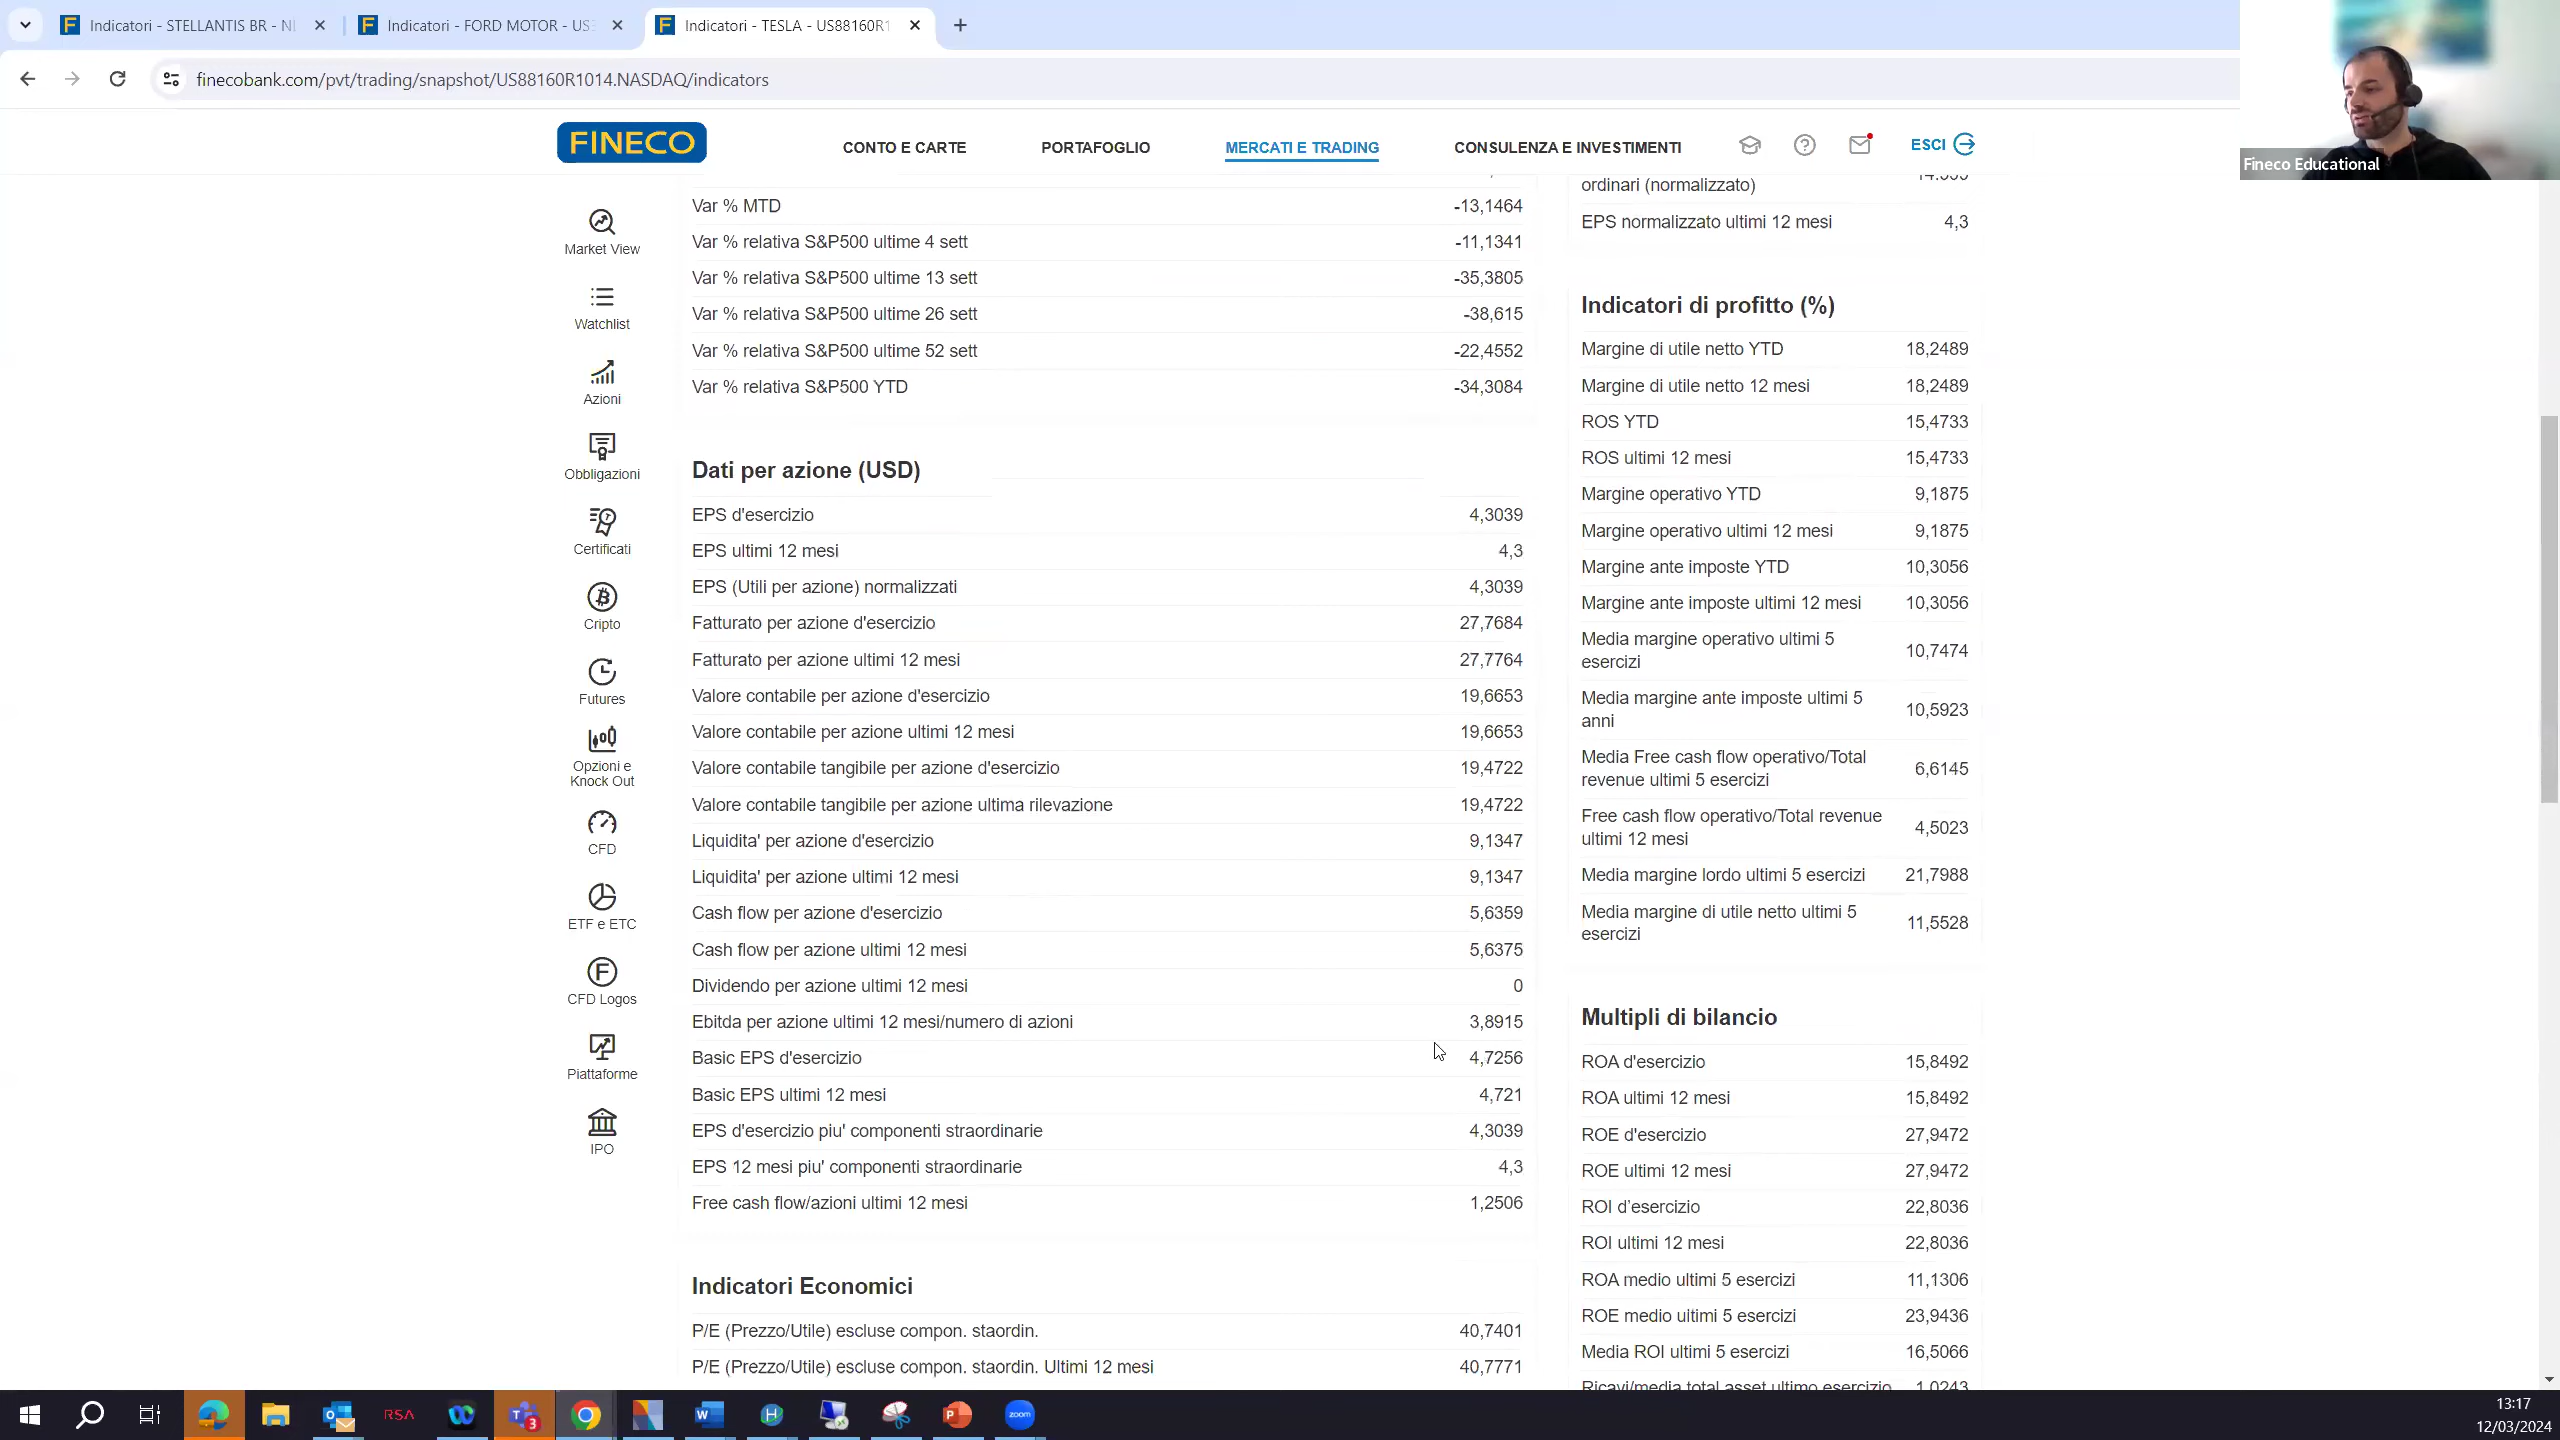 Indicatori - STELLANTIS BR - NL
Indicatori - FORD MOTOR - US3
Indicatori - TESLA - US88160R1
finecobank.com/pvt/trading/snapshot/US88160R1014.NASDAQ/indicators
Fineco Educational
FINECO
CONTO E CARTE
PORTAFOGLIO
MERCATI E TRADING
CONSULENZA E INVESTIMENTI
ESCI
Market View
Watchlist
Azioni
Obbligazioni
Certificati
Cripto
Futures
Opzioni e
Knock Out
CFD
ETF e ETC
CFD Logos
Piattaforme
IPO
Var % MTD -13,1464
Var % relativa S&P500 ultime 4 sett -11,1341
Var % relativa S&P500 ultime 13 sett -35,3805
Var % relativa S&P500 ultime 26 sett -38,615
Var % relativa S&P500 ultime 52 sett -22,4552
Var % relativa S&P500 YTD -34,3084
Dati per azione (USD)
EPS d'esercizio 4,3039
EPS ultimi 12 mesi 4,3
EPS (Utili per azione) normalizzati 4,3039
Fatturato per azione d'esercizio 27,7684
Fatturato per azione ultimi 12 mesi 27,7764
Valore contabile per azione d'esercizio 19,6653
Valore contabile per azione ultimi 12 mesi 19,6653
Valore contabile tangibile per azione d'esercizio 19,4722
Valore contabile tangibile per azione ultima rilevazione 19,4722
Liquidita' per azione d'esercizio 9,1347
Liquidita' per azione ultimi 12 mesi 9,1347
Cash flow per azione d'esercizio 5,6359
Cash flow per azione ultimi 12 mesi 5,6375
Dividendo per azione ultimi 12 mesi 0
Ebitda per azione ultimi 12 mesi/numero di azioni 3,8915
Basic EPS d'esercizio 4,7256
Basic EPS ultimi 12 mesi 4,721
EPS d'esercizio piu' componenti straordinarie 4,3039
EPS 12 mesi piu' componenti straordinarie 4,3
Free cash flow/azioni ultimi 12 mesi 1,2506
Indicatori Economici
P/E (Prezzo/Utile) escluse compon. staordin. 40,7401
P/E (Prezzo/Utile) escluse compon. staordin. Ultimi 12 mesi 40,7771
ordinari (normalizzato)
EPS normalizzato ultimi 12 mesi 4,3
Indicatori di profitto (%)
Margine di utile netto YTD 18,2489
Margine di utile netto 12 mesi 18,2489
ROS YTD 15,4733
ROS ultimi 12 mesi 15,4733
Margine operativo YTD 9,1875
Margine operativo ultimi 12 mesi 9,1875
Margine ante imposte YTD 10,3056
Margine ante imposte ultimi 12 mesi 10,3056
Media margine operativo ultimi 5
esercizi 10,7474
Media margine ante imposte ultimi 5
anni 10,5923
Media Free cash flow operativo/Total
revenue ultimi 5 esercizi 6,6145
Free cash flow operativo/Total revenue
ultimi 12 mesi 4,5023
Media margine lordo ultimi 5 esercizi 21,7988
Media margine di utile netto ultimi 5
esercizi 11,5528
Multipli di bilancio
ROA d'esercizio 15,8492
ROA ultimi 12 mesi 15,8492
ROE d'esercizio 27,9472
ROE ultimi 12 mesi 27,9472
ROI d’esercizio 22,8036
ROI ultimi 12 mesi 22,8036
ROA medio ultimi 5 esercizi 11,1306
ROE medio ultimi 5 esercizi 23,9436
Media ROI ultimi 5 esercizi 16,5066
Ricavi/media total asset ultimo esercizio 1,0243
RSA
3
zoom
13:17
12/03/2024